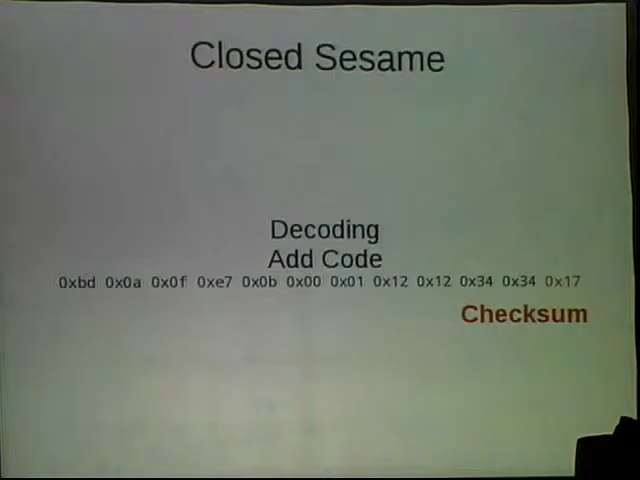 Closed Sesame
Decoding
Add Code
0xbd 0x0a 0x0f 0xe7 0x0b 0x00 0x01 0x12 0x12 0x34 0x34 0x17
Checksum